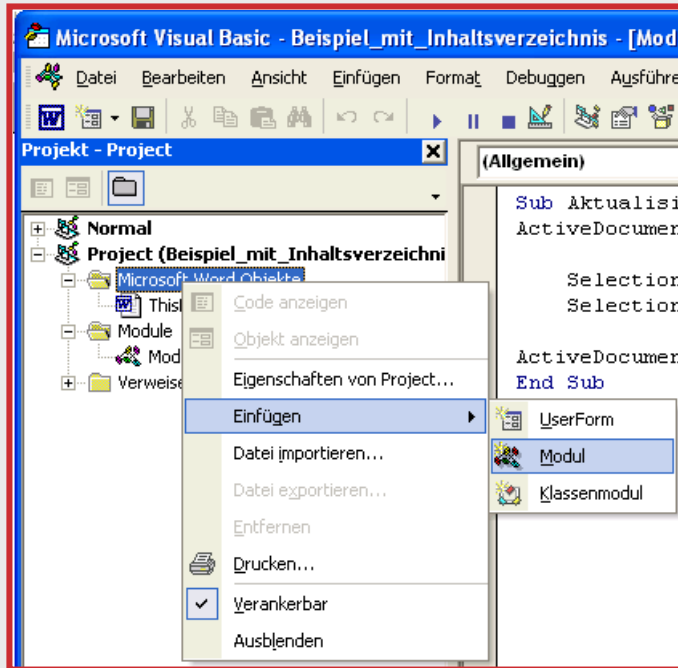 Microsoft Visual Basic - Beispiel_mit_Inhaltsverzeichnis - [Mod
Datei Bearbeiten Ansicht Einfügen Format Debuggen Ausführe
Projekt - Project
(Allgemein)
Normal
Project (Beispiel_mit_Inhaltsverzeichni
Microsoft Word Objekte
This
Module
Mod
Verweise
Code anzeigen
Objekt anzeigen
Eigenschaften von Project...
Einfügen
Datei importieren...
Datei exportieren...
Entfernen
Drucken...
Verankerbar
Ausblenden
UserForm
Modul
Klassenmodul
Sub Aktualisi
ActiveDocumen
Selection
Selection
ActiveDocumen
End Sub